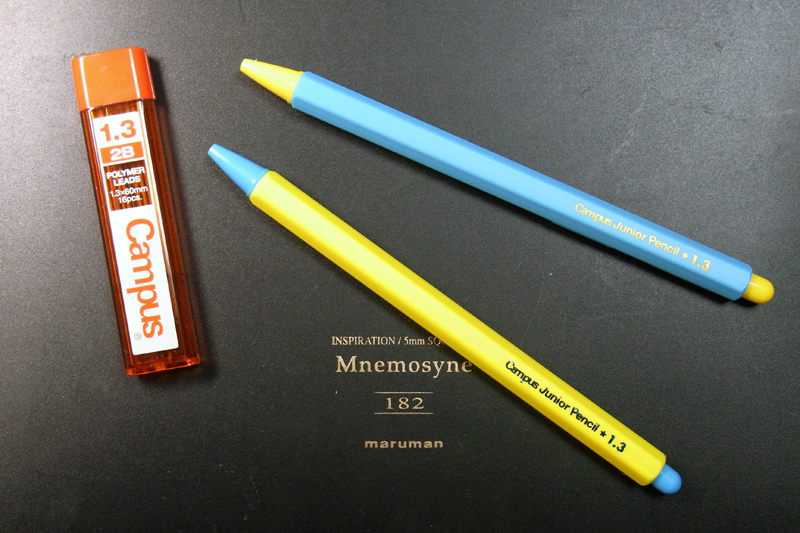 1.3
2B
POLYMER
LEADS
1.3×60mm
16pcs.
Campus®
Campus Junior Pencil ★ 1.3
Campus Junior Pencil ★ 1.3
INSPIRATION / 5mm
Mnemosyne
182
maruman